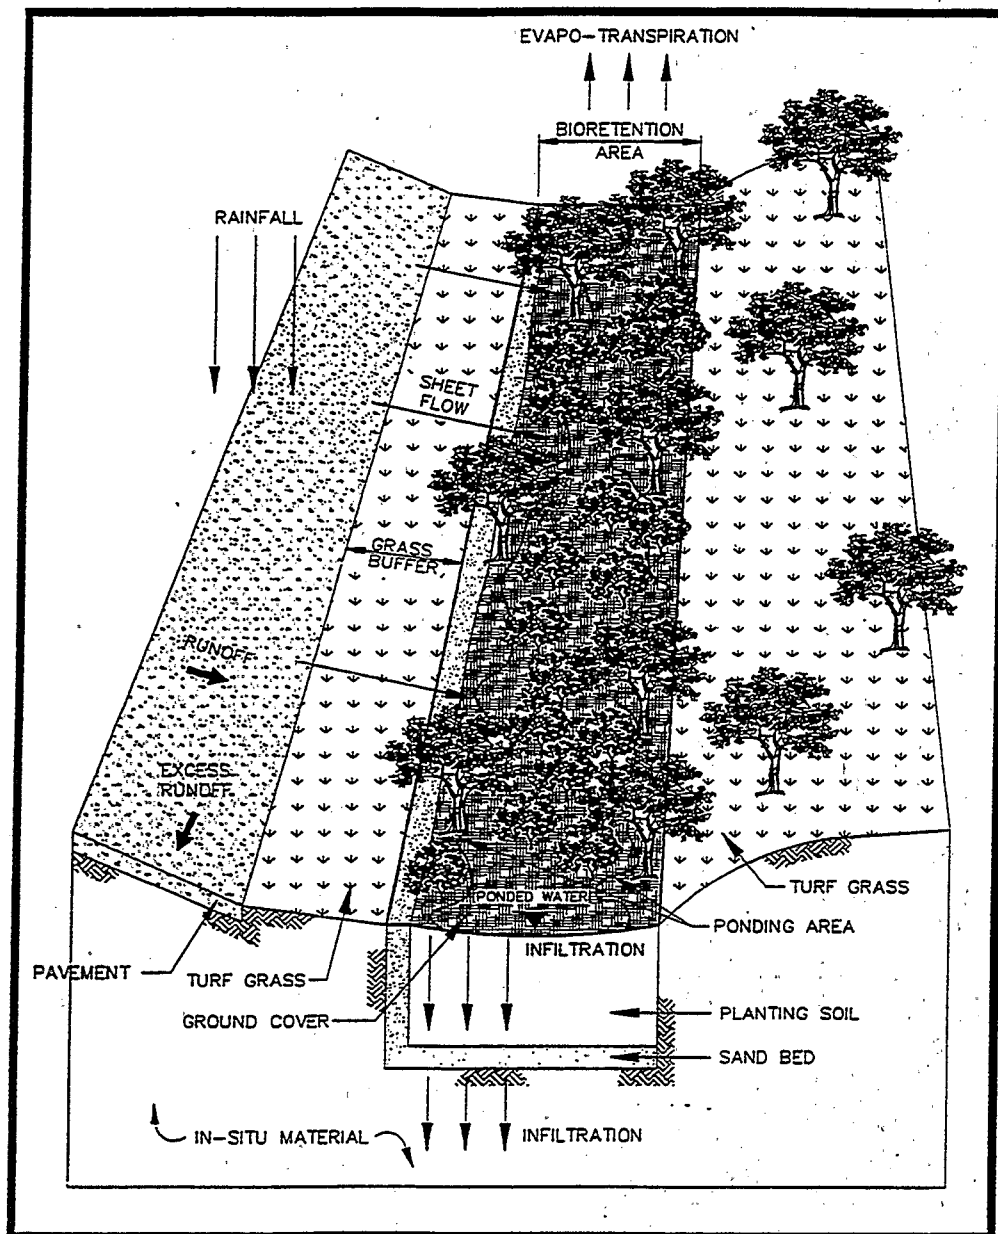 EVAPO-TRANSPIRATION
BIORETENTION
AREA
RAINFALL
SHEET
FLOW
GRASS
BUFFER
RUNOFF
EXCESS
RUNOFF
TURF GRASS
PONDED WATER
PONDING AREA
INFILTRATION
PAVEMENT
TURF GRASS
GROUND COVER
PLANTING SOIL
SAND BED
IN-SITU MATERIAL
INFILTRATION